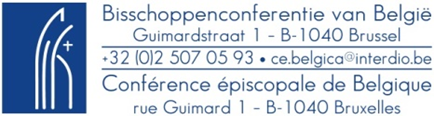 Bisschoppenconferentie van België
Guimardstraat 1 - B-1040 Brussel
+32 (0)2 507 05 93 • ce.belgica@interdio.be
Conférence épiscopale de Belgique
rue Guimard 1 - B-1040 Bruxelles